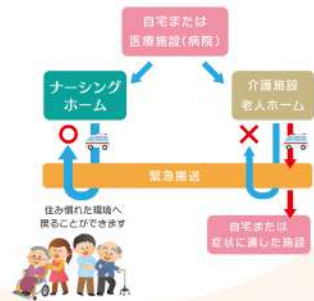 自宅または
医療施設(病院)
ナーシング
ホーム
介護施設
老人ホーム
緊急搬送
住み慣れた環境へ
戻ることができます
自宅または
症状に適した施設